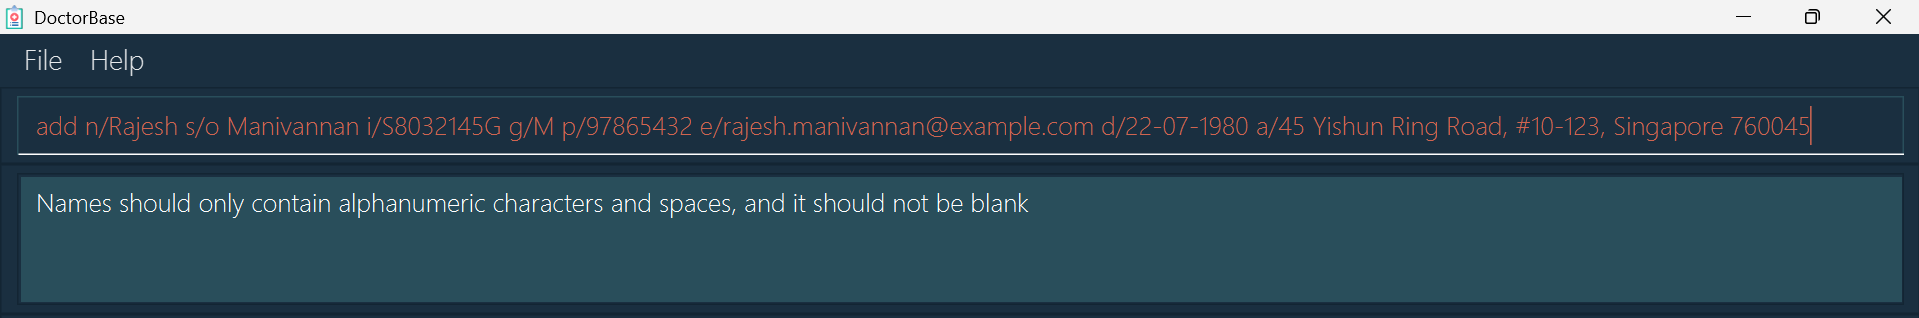 DoctorBase
File Help
add n/Rajesh s/o Manivannan i/S8032145G g/M p/97865432 e/rajesh.manivannan@example.com d/22-07-1980 a/45 Yishun Ring Road, #10-123, Singapore 760045
Names should only contain alphanumeric characters and spaces, and it should not be blank